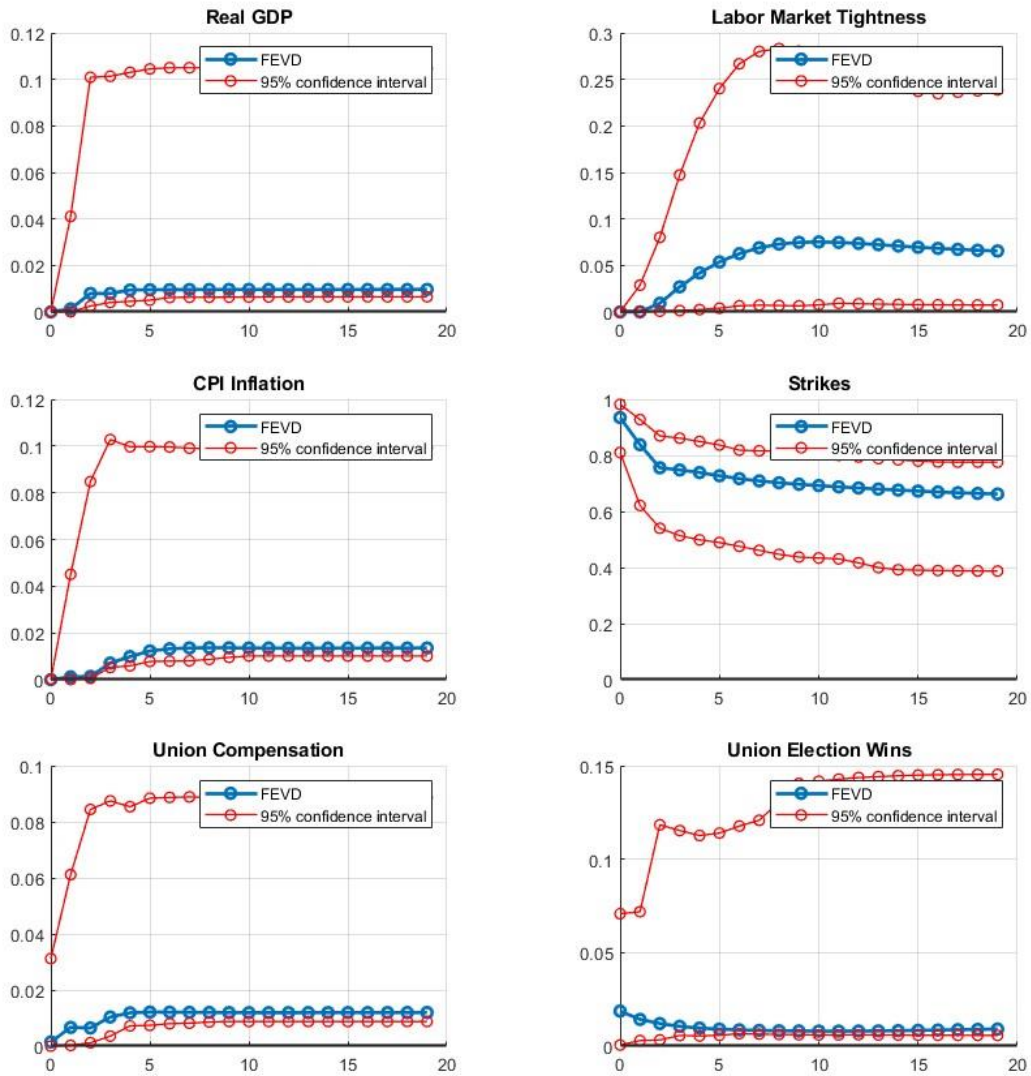 Real GDP
0.12
0.1
0.08
0.06
0.04
0.02
0
0 5 10 15 20
FEVD
95% confidence interval
Labor Market Tightness
0.3
0.25
0.2
0.15
0.1
0.05
0
0 5 10 15 20
FEVD
95% confidence interval
CPI Inflation
0.12
0.1
0.08
0.06
0.04
0.02
0
0 5 10 15 20
FEVD
95% confidence interval
Strikes
1
0.8
0.6
0.4
0.2
0
0 5 10 15 20
FEVD
95% confidence interval
Union Compensation
0.1
0.08
0.06
0.04
0.02
0
0 5 10 15 20
FEVD
95% confidence interval
Union Election Wins
0.15
0.1
0.05
0
0 5 10 15 20
FEVD
95% confidence interval